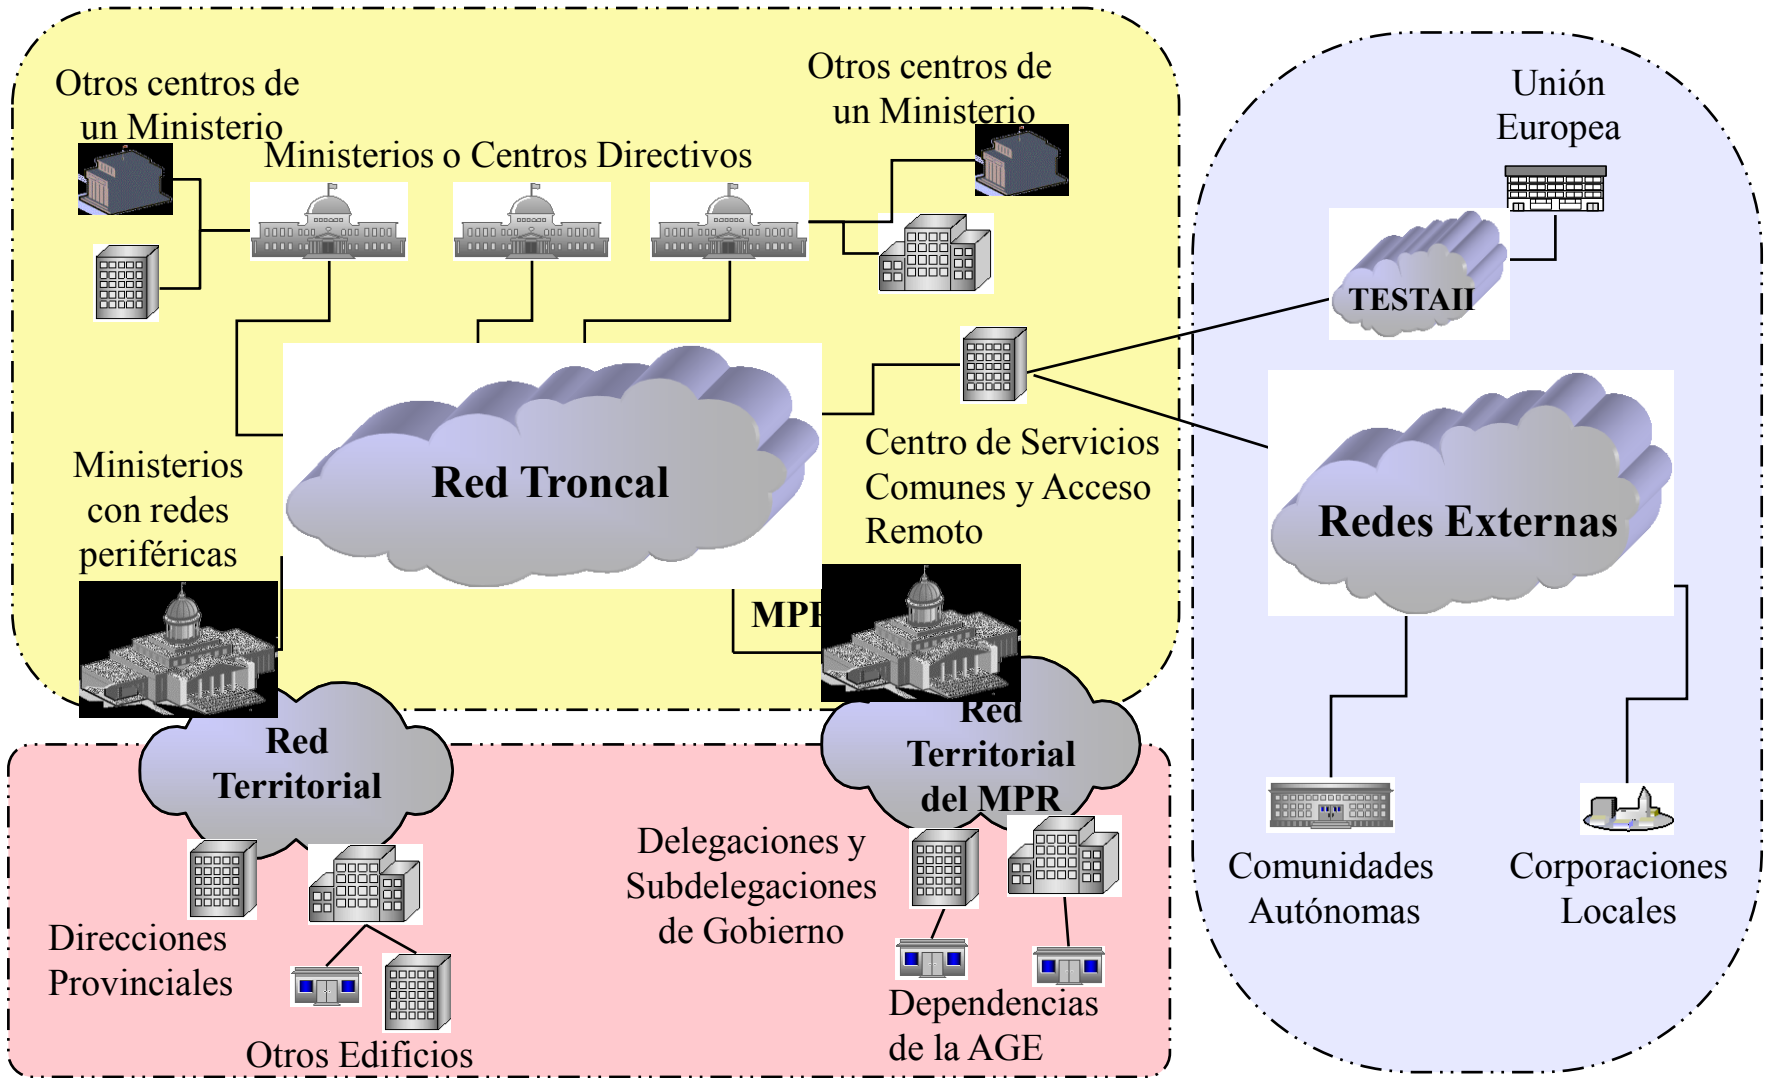 Otros centros de
un Ministerio
Ministerios o Centros Directivos
Otros centros de
un Ministerio
Unión
Europea
TESTAII
Red Troncal
Centro de Servicios
Comunes y Acceso
Remoto
Redes Externas
Ministerios
con redes
periféricas
Red
Territorial
Red
Territorial
del MPR
Direcciones
Provinciales
Otros Edificios
Delegaciones y
Subdelegaciones
de Gobierno
Dependencias
de la AGE
Comunidades
Autónomas
Corporaciones
Locales